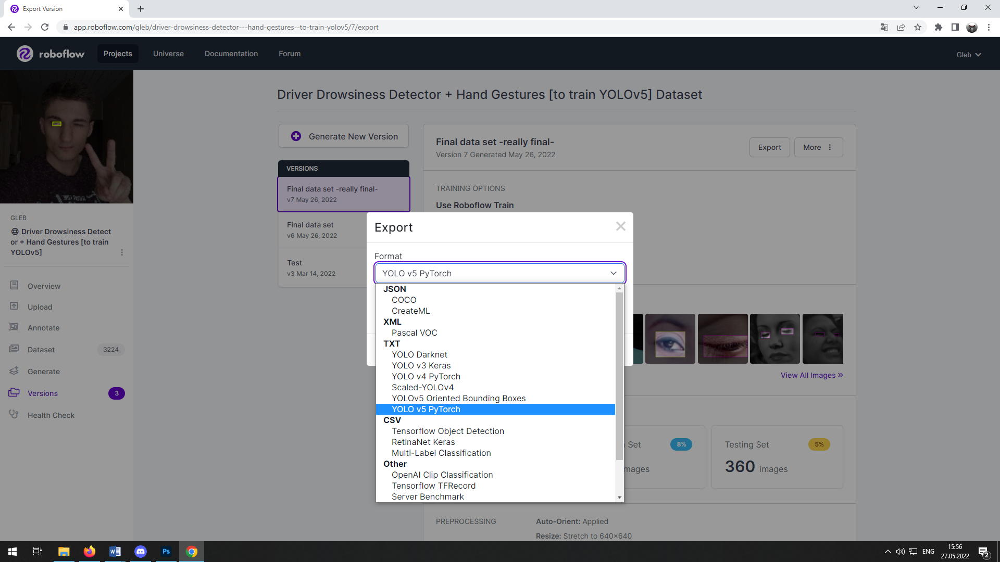 Export Version
app.roboflow.com/gleb/driver-drowsiness-detector---hand-gestures--to-train-yolov5/7/export
roboflow
Projects
Universe
Documentation
Forum
Gleb
Driver Drowsiness Detector + Hand Gestures [to train YOLOv5] Dataset
Generate New Version
VERSIONS
Final data set -really final-
v7 May 26, 2022
Final data set
v6 May 26, 2022
Test
v3 Mar 14, 2022
Final data set -really final-
Version 7 Generated May 26, 2022
Export
More
TRAINING OPTIONS
Use Roboflow Train
GLEB
Driver Drowsiness Detect
or + Hand Gestures [to train
YOLOv5]
Overview
Upload
Annotate
Dataset
3224
Generate
Versions
3
Health Check
Export
Format
YOLO v5 PyTorch
JSON
COCO
CreateML
XML
Pascal VOC
TXT
YOLO Darknet
YOLO v3 Keras
YOLO v4 PyTorch
Scaled-YOLOv4
YOLOv5 Oriented Bounding Boxes
YOLO v5 PyTorch
CSV
Tensorflow Object Detection
RetinaNet Keras
Multi-Label Classification
Other
OpenAI Clip Classification
Tensorflow TFRecord
Server Benchmark
View All Images »
Set
8%
mages
Testing Set
5%
360 images
PREPROCESSING
Auto-Orient: Applied
Resize: Stretch to 640×640
W
Ps
ENG
15:56
27.05.2022
2